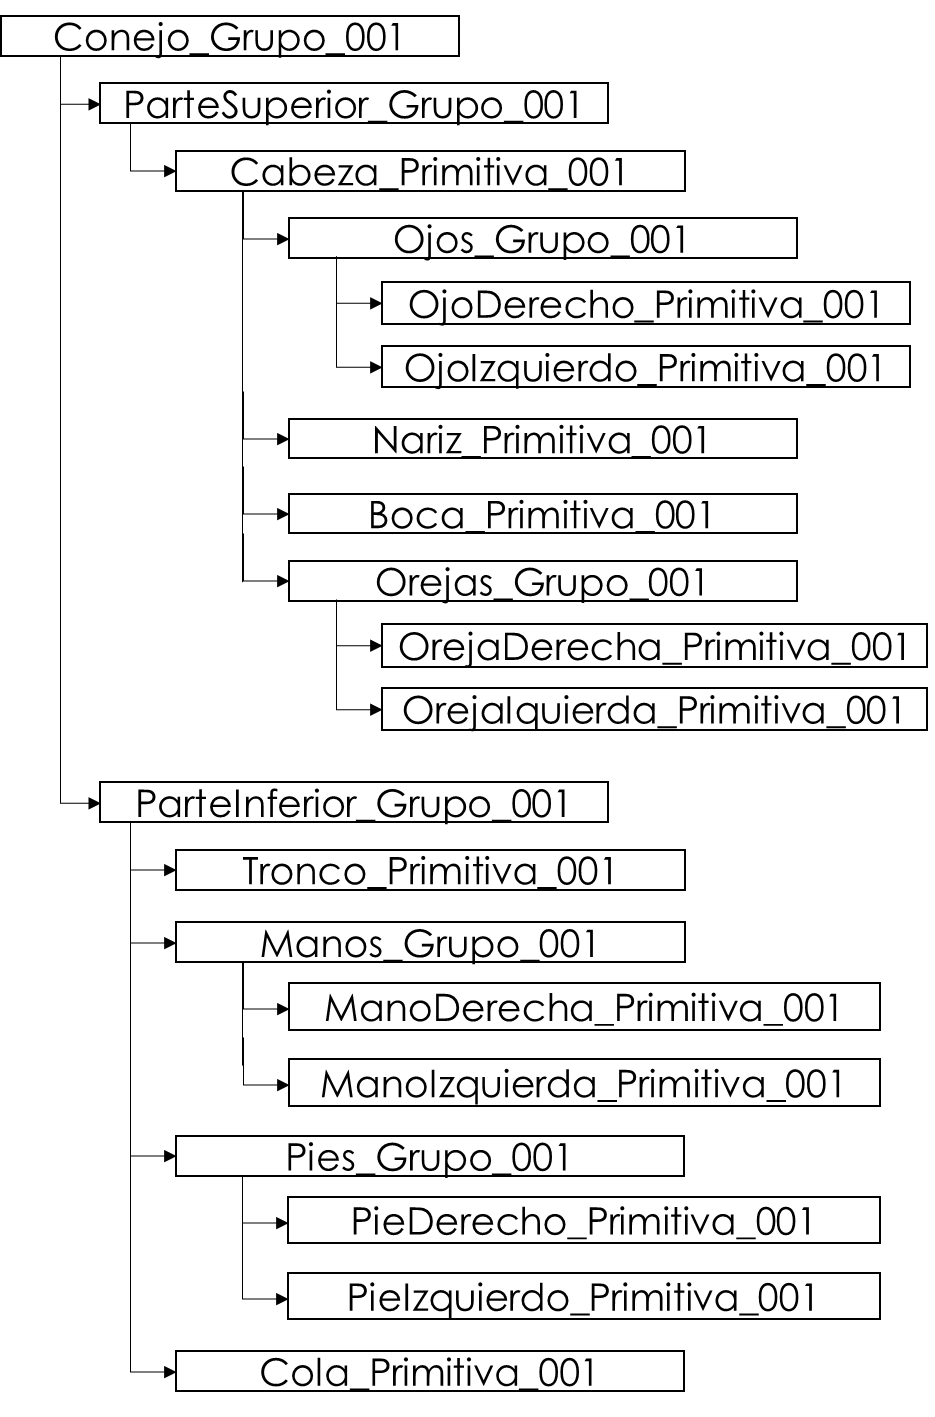 Conejo_Grupo_001
ParteSuperior_Grupo_001
Cabeza_Primitiva_001
Ojos_Grupo_001
OjoDerecho_Primitiva_001
OjoIzquierdo_Primitiva_001
Nariz_Primitiva_001
Boca_Primitiva_001
Orejas_Grupo_001
OrejaDerecha_Primitiva_001
OrejaIquierda_Primitiva_001
ParteInferior_Grupo_001
Tronco_Primitiva_001
Manos_Grupo_001
ManoDerecha_Primitiva_001
ManoIzquierda_Primitiva_001
Pies_Grupo_001
PieDerecho_Primitiva_001
PieIzquierdo_Primitiva_001
Cola_Primitiva_001